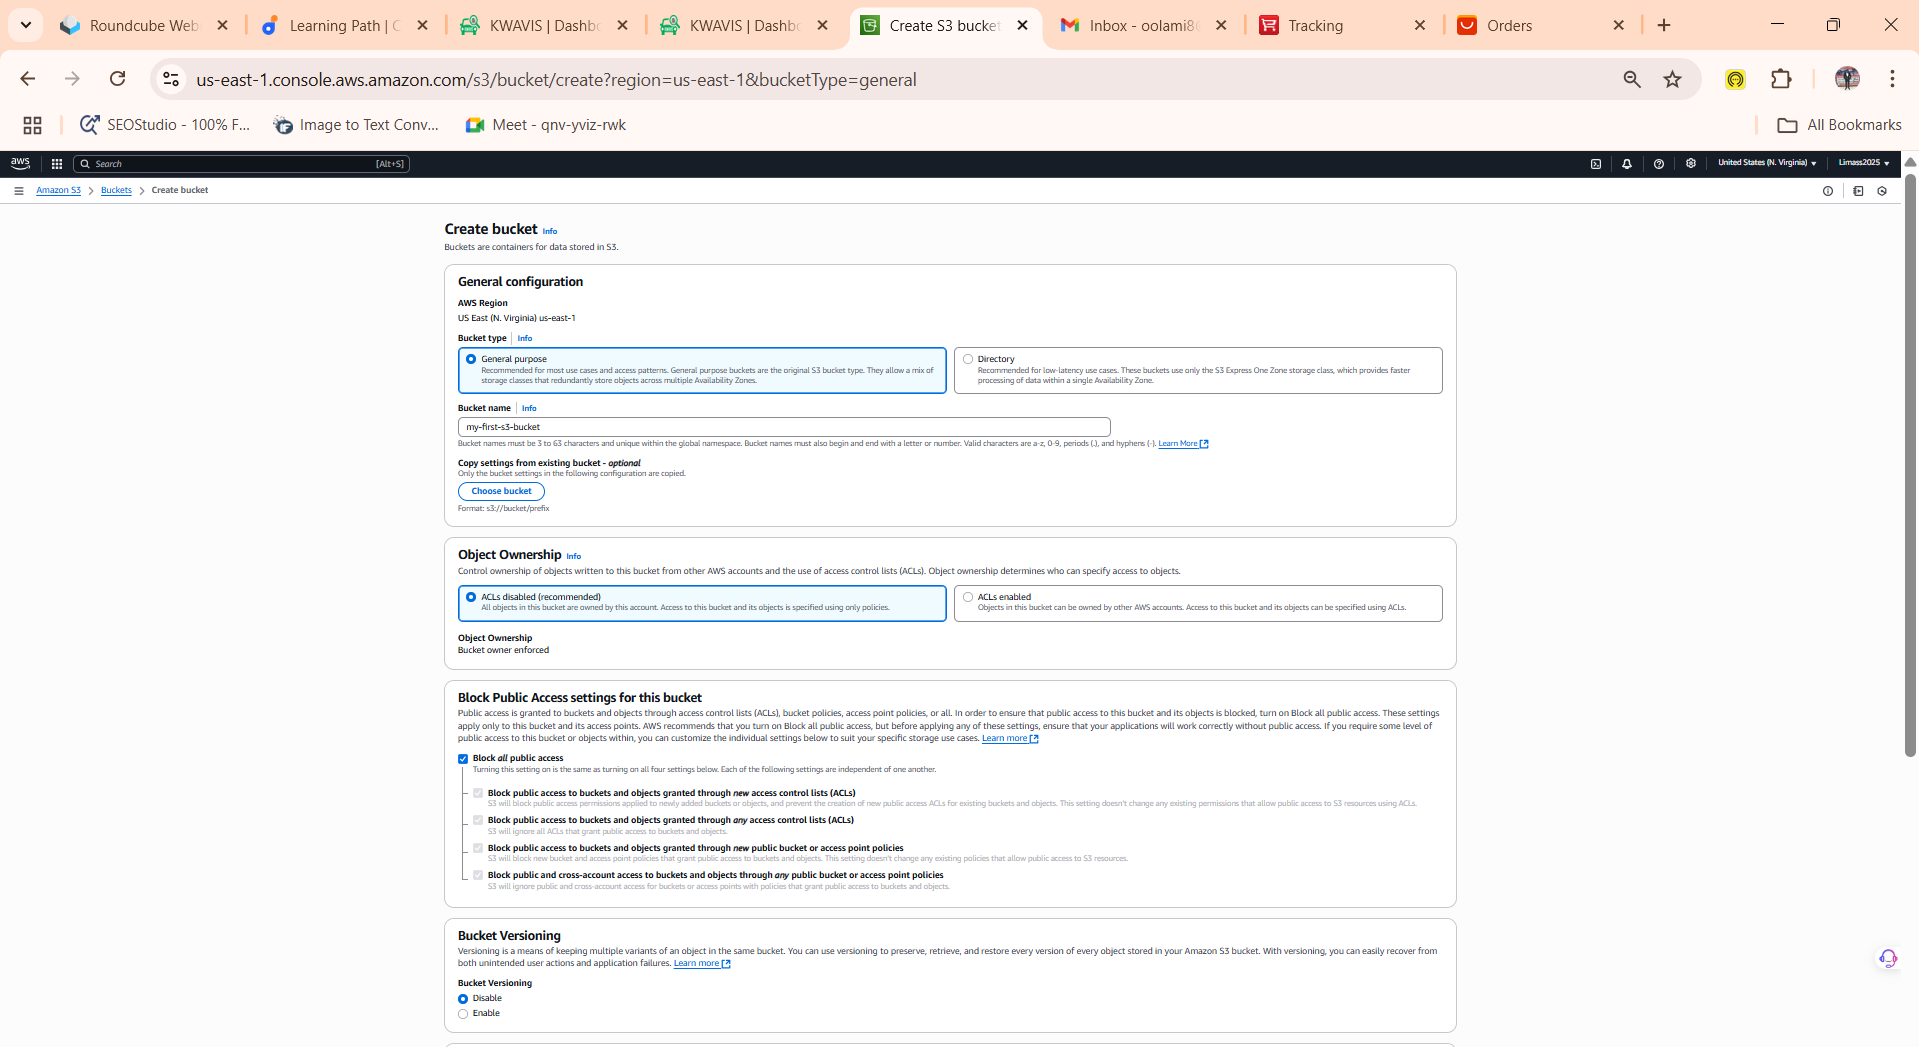 Roundcube Web
Learning Path | C
KWAVIS | Dashbo
KWAVIS | Dashbo
Create S3 bucket
Inbox - oolami8
Tracking
Orders
us-east-1.console.aws.amazon.com/s3/bucket/create?region=us-east-1&bucketType=general
SEOStudio - 100% F...
Image to Text Conv...
Meet - qnv-yviz-rwk
All Bookmarks
aws
Search
[Alt+S]
United States (N. Virginia)
Limass2025
Amazon S3 > Buckets > Create bucket
Create bucket Info
Buckets are containers for data stored in S3.
General configuration
AWS Region
US East (N. Virginia) us-east-1
Bucket type Info
General purpose
Recommended for most use cases and access patterns. General purpose buckets are the original S3 bucket type. They allow a mix of
storage classes that redundantly store objects across multiple Availability Zones.
Directory
Recommended for low-latency use cases. These buckets use only the S3 Express One Zone storage class, which provides faster
processing of data within a single Availability Zone.
Bucket name Info
my-first-s3-bucket
Bucket names must be 3 to 63 characters and unique within the global namespace. Bucket names must also begin and end with a letter or number. Valid characters are a-z, 0-9, periods (.), and hyphens (-). Learn More
Copy settings from existing bucket - optional
Only the bucket settings in the following configuration are copied.
Choose bucket
Format: s3://bucket/prefix
Object Ownership Info
Control ownership of objects written to this bucket from other AWS accounts and the use of access control lists (ACLs). Object ownership determines who can specify access to objects.
ACLs disabled (recommended)
All objects in this bucket are owned by this account. Access to this bucket and its objects is specified using only policies.
ACLs enabled
Objects in this bucket can be owned by other AWS accounts. Access to this bucket and its objects can be specified using ACLs.
Object Ownership
Bucket owner enforced
Block Public Access settings for this bucket
Public access is granted to buckets and objects through access control lists (ACLs), bucket policies, access point policies, or all. In order to ensure that public access to this bucket and its objects is blocked, turn on Block all public access. These settings
apply only to this bucket and its access points. AWS recommends that you turn on Block all public access, but before applying any of these settings, ensure that your applications will work correctly without public access. If you require some level of
public access to this bucket or objects within, you can customize the individual settings below to suit your specific storage use cases. Learn more
Block all public access
Turning this setting on is the same as turning on all four settings below. Each of the following settings are independent of one another.
Block public access to buckets and objects granted through new access control lists (ACLs)
S3 will block public access permissions applied to newly added buckets or objects, and prevent the creation of new public access ACLs for existing buckets and objects. This setting doesn't change any existing permissions that allow public access to S3 resources using ACLs.
Block public access to buckets and objects granted through any access control lists (ACLs)
S3 will ignore all ACLs that grant public access to buckets and objects.
Block public access to buckets and objects granted through new public bucket or access point policies
S3 will block new bucket and access point policies that grant public access to buckets and objects. This setting doesn't change any existing policies that allow public access to S3 resources.
Block public and cross-account access to buckets and objects through any public bucket or access point policies
S3 will ignore public and cross-account access for buckets or access points with policies that grant public access to buckets and objects.
Bucket Versioning
Versioning is a means of keeping multiple variants of an object in the same bucket. You can use versioning to preserve, retrieve, and restore every version of every object stored in your Amazon S3 bucket. With versioning, you can easily recover from
both unintended user actions and application failures. Learn more
Bucket Versioning
Disable
Enable